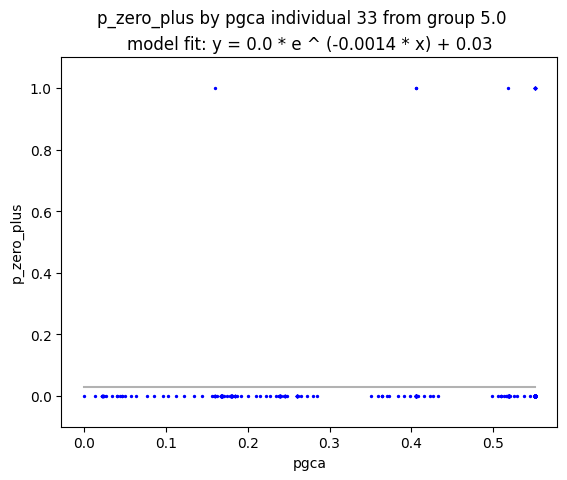 p_zero_plus by pgca individual 33 from group 5.0
model fit: y = 0.0 * e ^ (-0.0014 * x) + 0.03
1.0
0.8
0.6
0.4
0.2
0.0
p_zero_plus
0.0 0.1 0.2 0.3 0.4 0.5
pgca